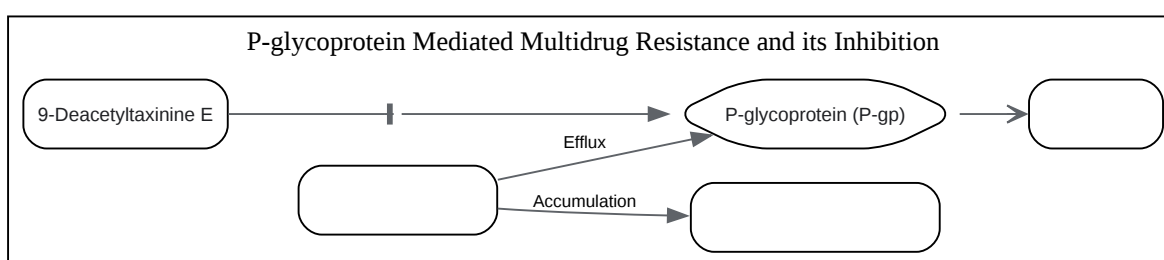 P-glycoprotein Mediated Multidrug Resistance and its Inhibition
9-Deacetyltaxinine E
P-glycoprotein (P-gp)
Efflux
Accumulation